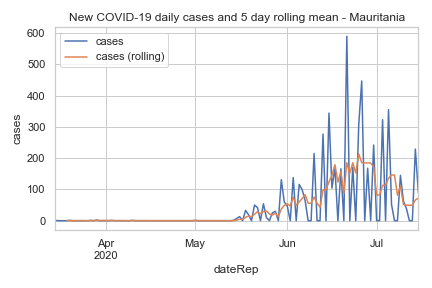 New COVID-19 daily cases and 5 day rolling mean - Mauritania
cases
cases (rolling)
600
500
400
300
200
100
0
cases
Apr
2020
May
Jun
Jul
dateRep